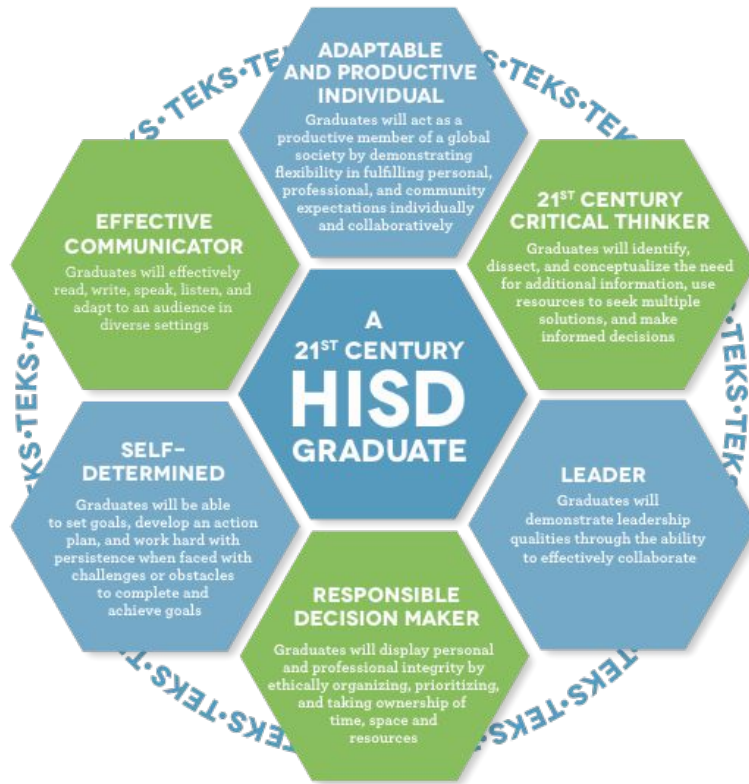 ADAPTABLE
AND PRODUCTIVE
INDIVIDUAL
Graduates will act as a
productive member of a global
society by demonstrating
flexibility in fulfilling personal,
professional, and community
expectations individually
and collaboratively
EFFECTIVE
COMMUNICATOR
Graduates will effectively
read, write, speak, listen, and
adapt to an audience in
diverse settings
21ST CENTURY
CRITICAL THINKER
Graduates will identify,
dissect, and conceptualize the need
for additional information, use
resources to seek multiple
solutions, and make
informed decisions
A
21ST CENTURY
HISD
GRADUATE
SELF-
DETERMINED
Graduates will be able
to set goals, develop an action
plan, and work hard with
persistence when faced with
challenges or obstacles
to complete and
achieve goals
LEADER
Graduates will
demonstrate leadership
qualities through the ability
to effectively collaborate
RESPONSIBLE
DECISION MAKER
Graduates will display personal
and professional integrity by
ethically organizing, prioritizing,
and taking ownership of
time, space and
resources
TEKS•TEKS
TEKS•TEKS
TEKS•TEKS
TEKS•TEKS
TEKS•TEKS
TEKS•TEKS